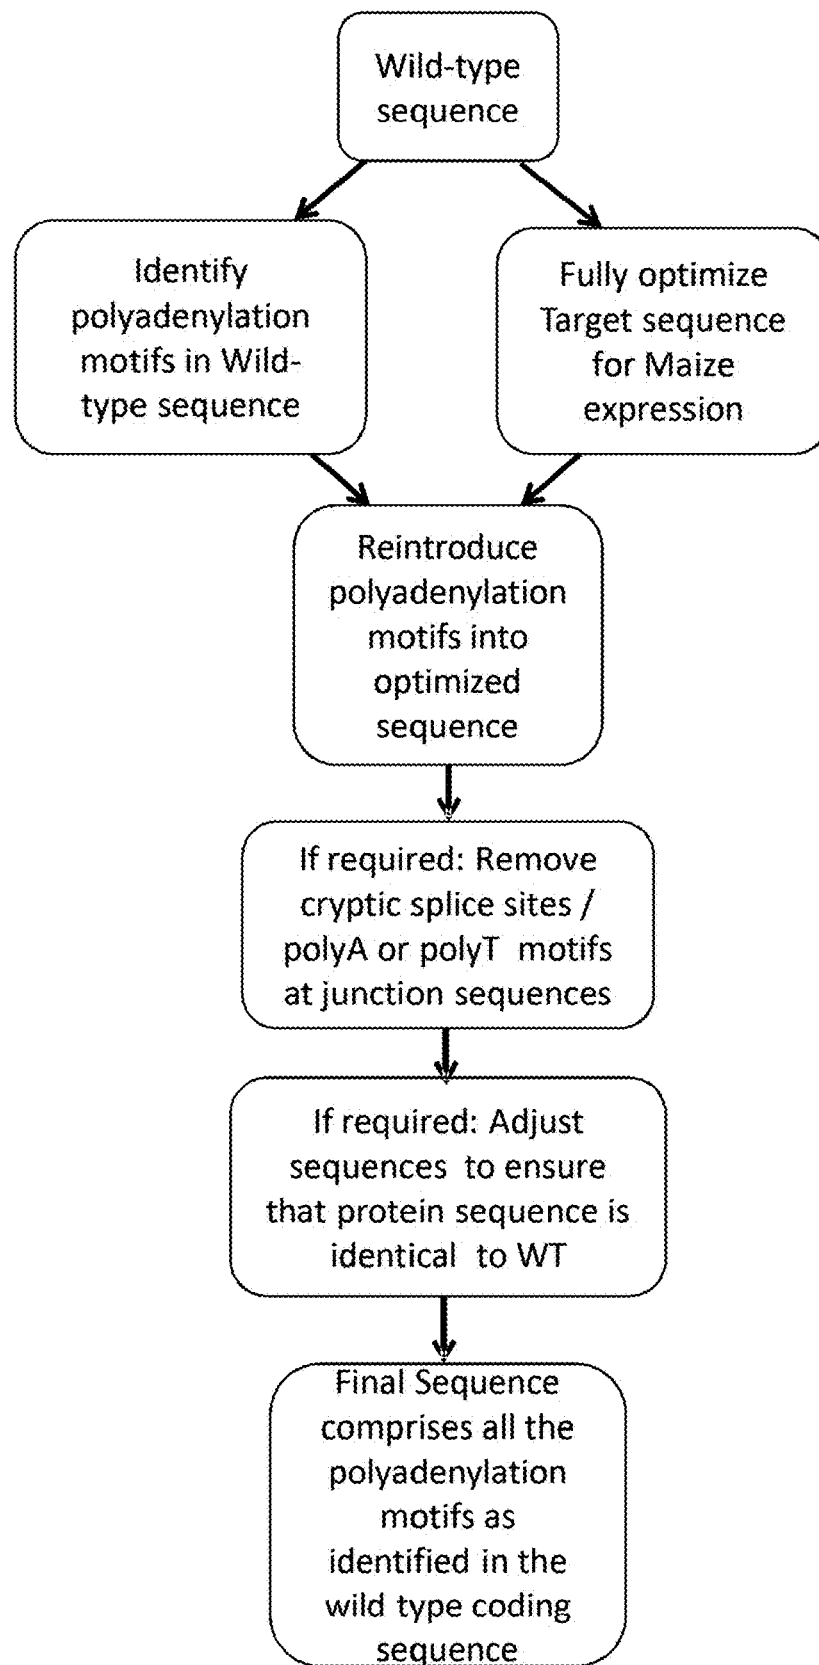 Wild-type
sequence
Identify
polyadenylation
motifs in Wild-
type sequence
Fully optimize
Target sequence
for Maize
expression
Reintroduce
polyadenylation
motifs into
optimized
sequence
If required: Remove
cryptic splice sites /
polyA or polyT motifs
at junction sequences
If required: Adjust
sequences to ensure
that protein sequence is
identical to WT
Final Sequence
comprises all the
polyadenylation
motifs as
identified in the
wild type coding
sequence